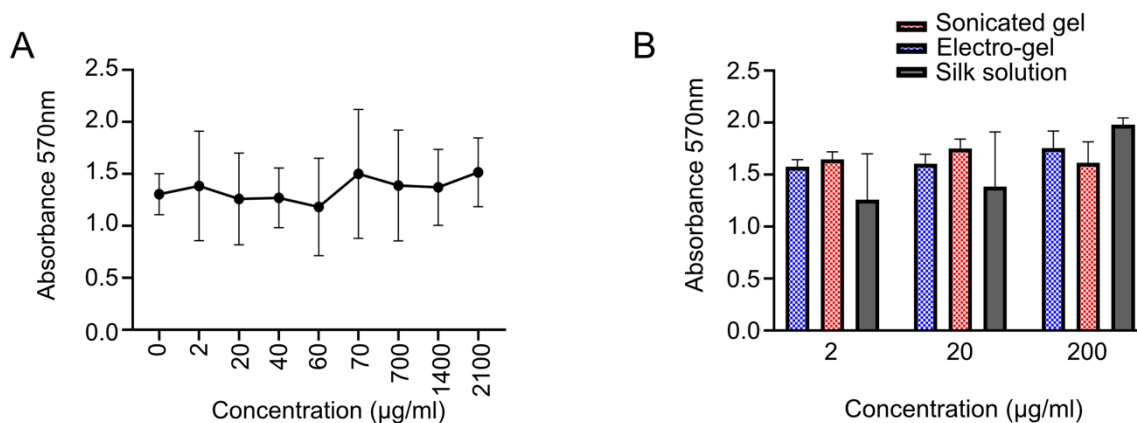 A
Absorbance 570nm
2.5
2.0
1.5
1.0
0.5
0.0
0 2 20 40 60 70 700 1400 2100
Concentration (µg/ml)
B
Sonicated gel
Electro-gel
Silk solution
Absorbance 570nm
2.5
2.0
1.5
1.0
0.5
0.0
2 20 200
Concentration (µg/ml)